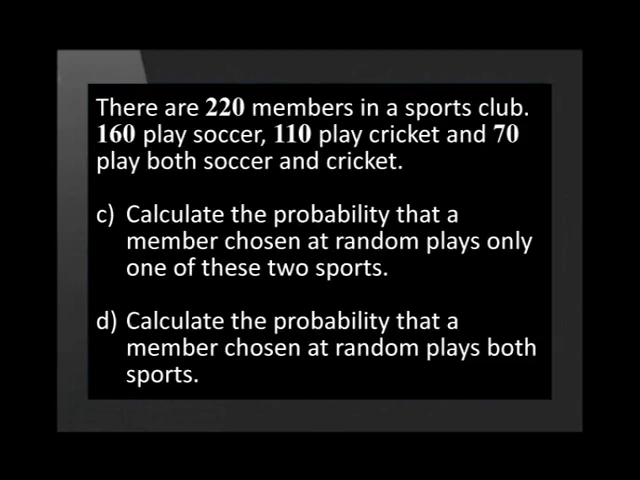 There are 220 members in a sports club.
160 play soccer, 110 play cricket and 70
play both soccer and cricket.
c) Calculate the probability that a
member chosen at random plays only
one of these two sports.
d) Calculate the probability that a
member chosen at random plays both
sports.